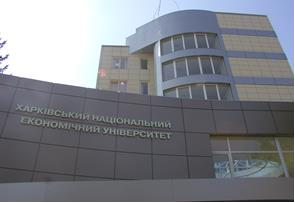 ХАРКІВСЬКИЙ НАЦІОНАЛЬНИЙ
ЕКОНОМІЧНИЙ УНІВЕРСИТЕТ